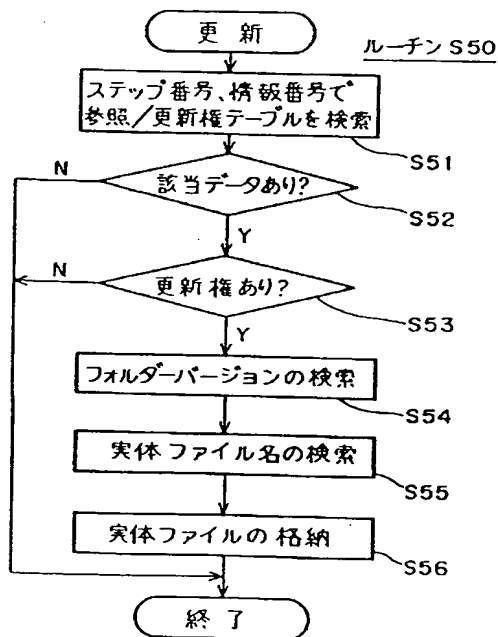 更新
ルーチンS50
ステップ番号、情報番号で
参照/更新権テーブルを検索
S51
N
該当データあり?
S52
Y
N
更新権あり?
S53
Y
フォルダーバージョンの検索
S54
実体ファイル名の検索
S55
実体ファイルの格納
S56
終了